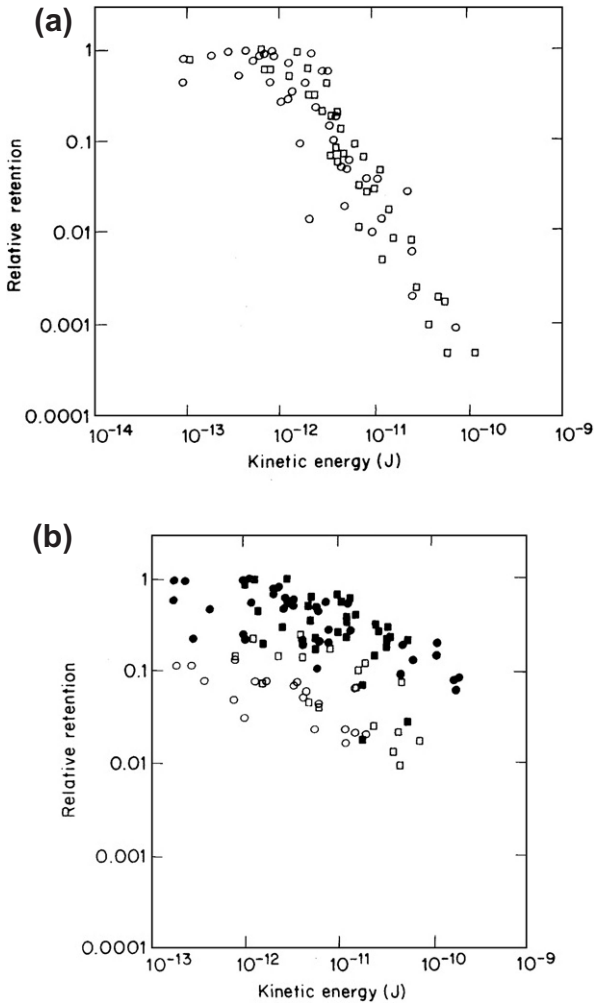 (a)
1
0.1
0.01
0.001
0.0001
Relative retention
10⁻¹⁴ 10⁻¹³ 10⁻¹² 10⁻¹¹ 10⁻¹⁰ 10⁻⁹
Kinetic energy (J)
(b)
1
0.1
0.01
0.001
0.0001
Relative retention
10⁻¹³ 10⁻¹² 10⁻¹¹ 10⁻¹⁰ 10⁻⁹
Kinetic energy (J)